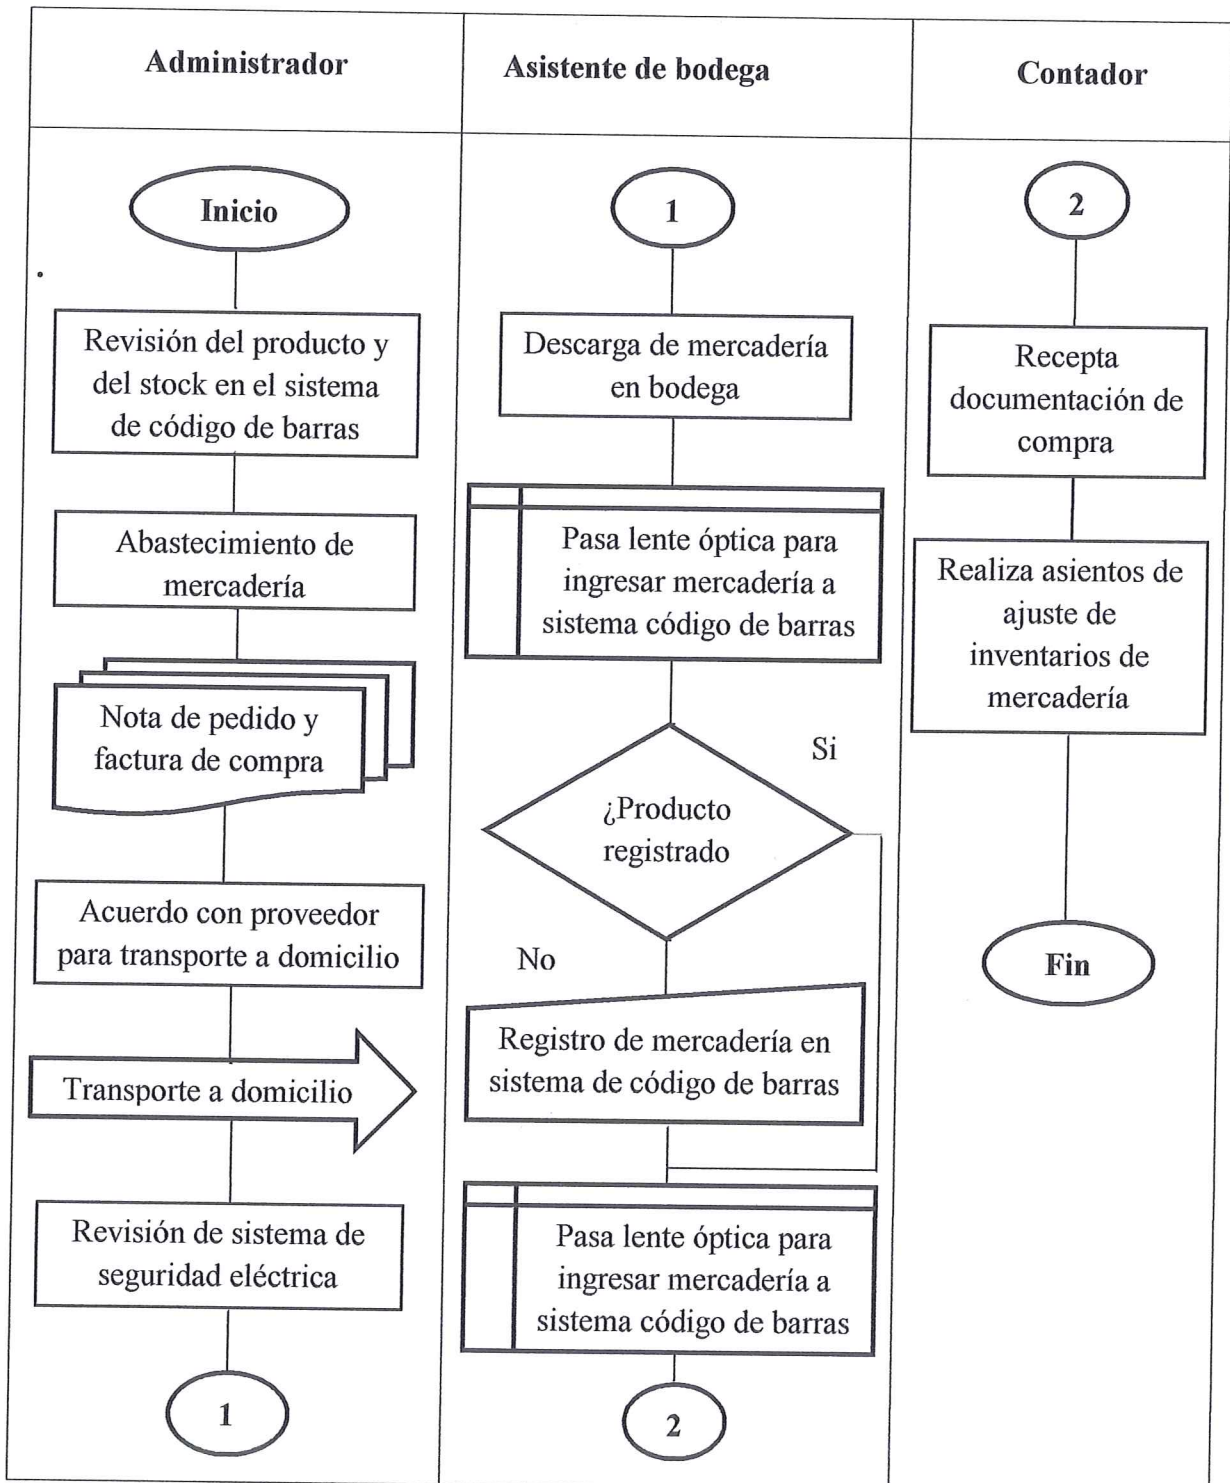 Administrador
Asistente de bodega
Contador
Inicio
Revisión del producto y
del stock en el sistema
de código de barras
Abastecimiento de
mercadería
Nota de pedido y
factura de compra
Acuerdo con proveedor
para transporte a domicilio
Transporte a domicilio
Revisión de sistema de
seguridad eléctrica
1
1
Descarga de mercadería
en bodega
Pasa lente óptica para
ingresar mercadería a
sistema código de barras
¿Producto
registrado
Si
No
Registro de mercadería en
sistema de código de barras
Pasa lente óptica para
ingresar mercadería a
sistema código de barras
2
2
Recepta
documentación de
compra
Realiza asientos de
ajuste de
inventarios de
mercadería
Fin